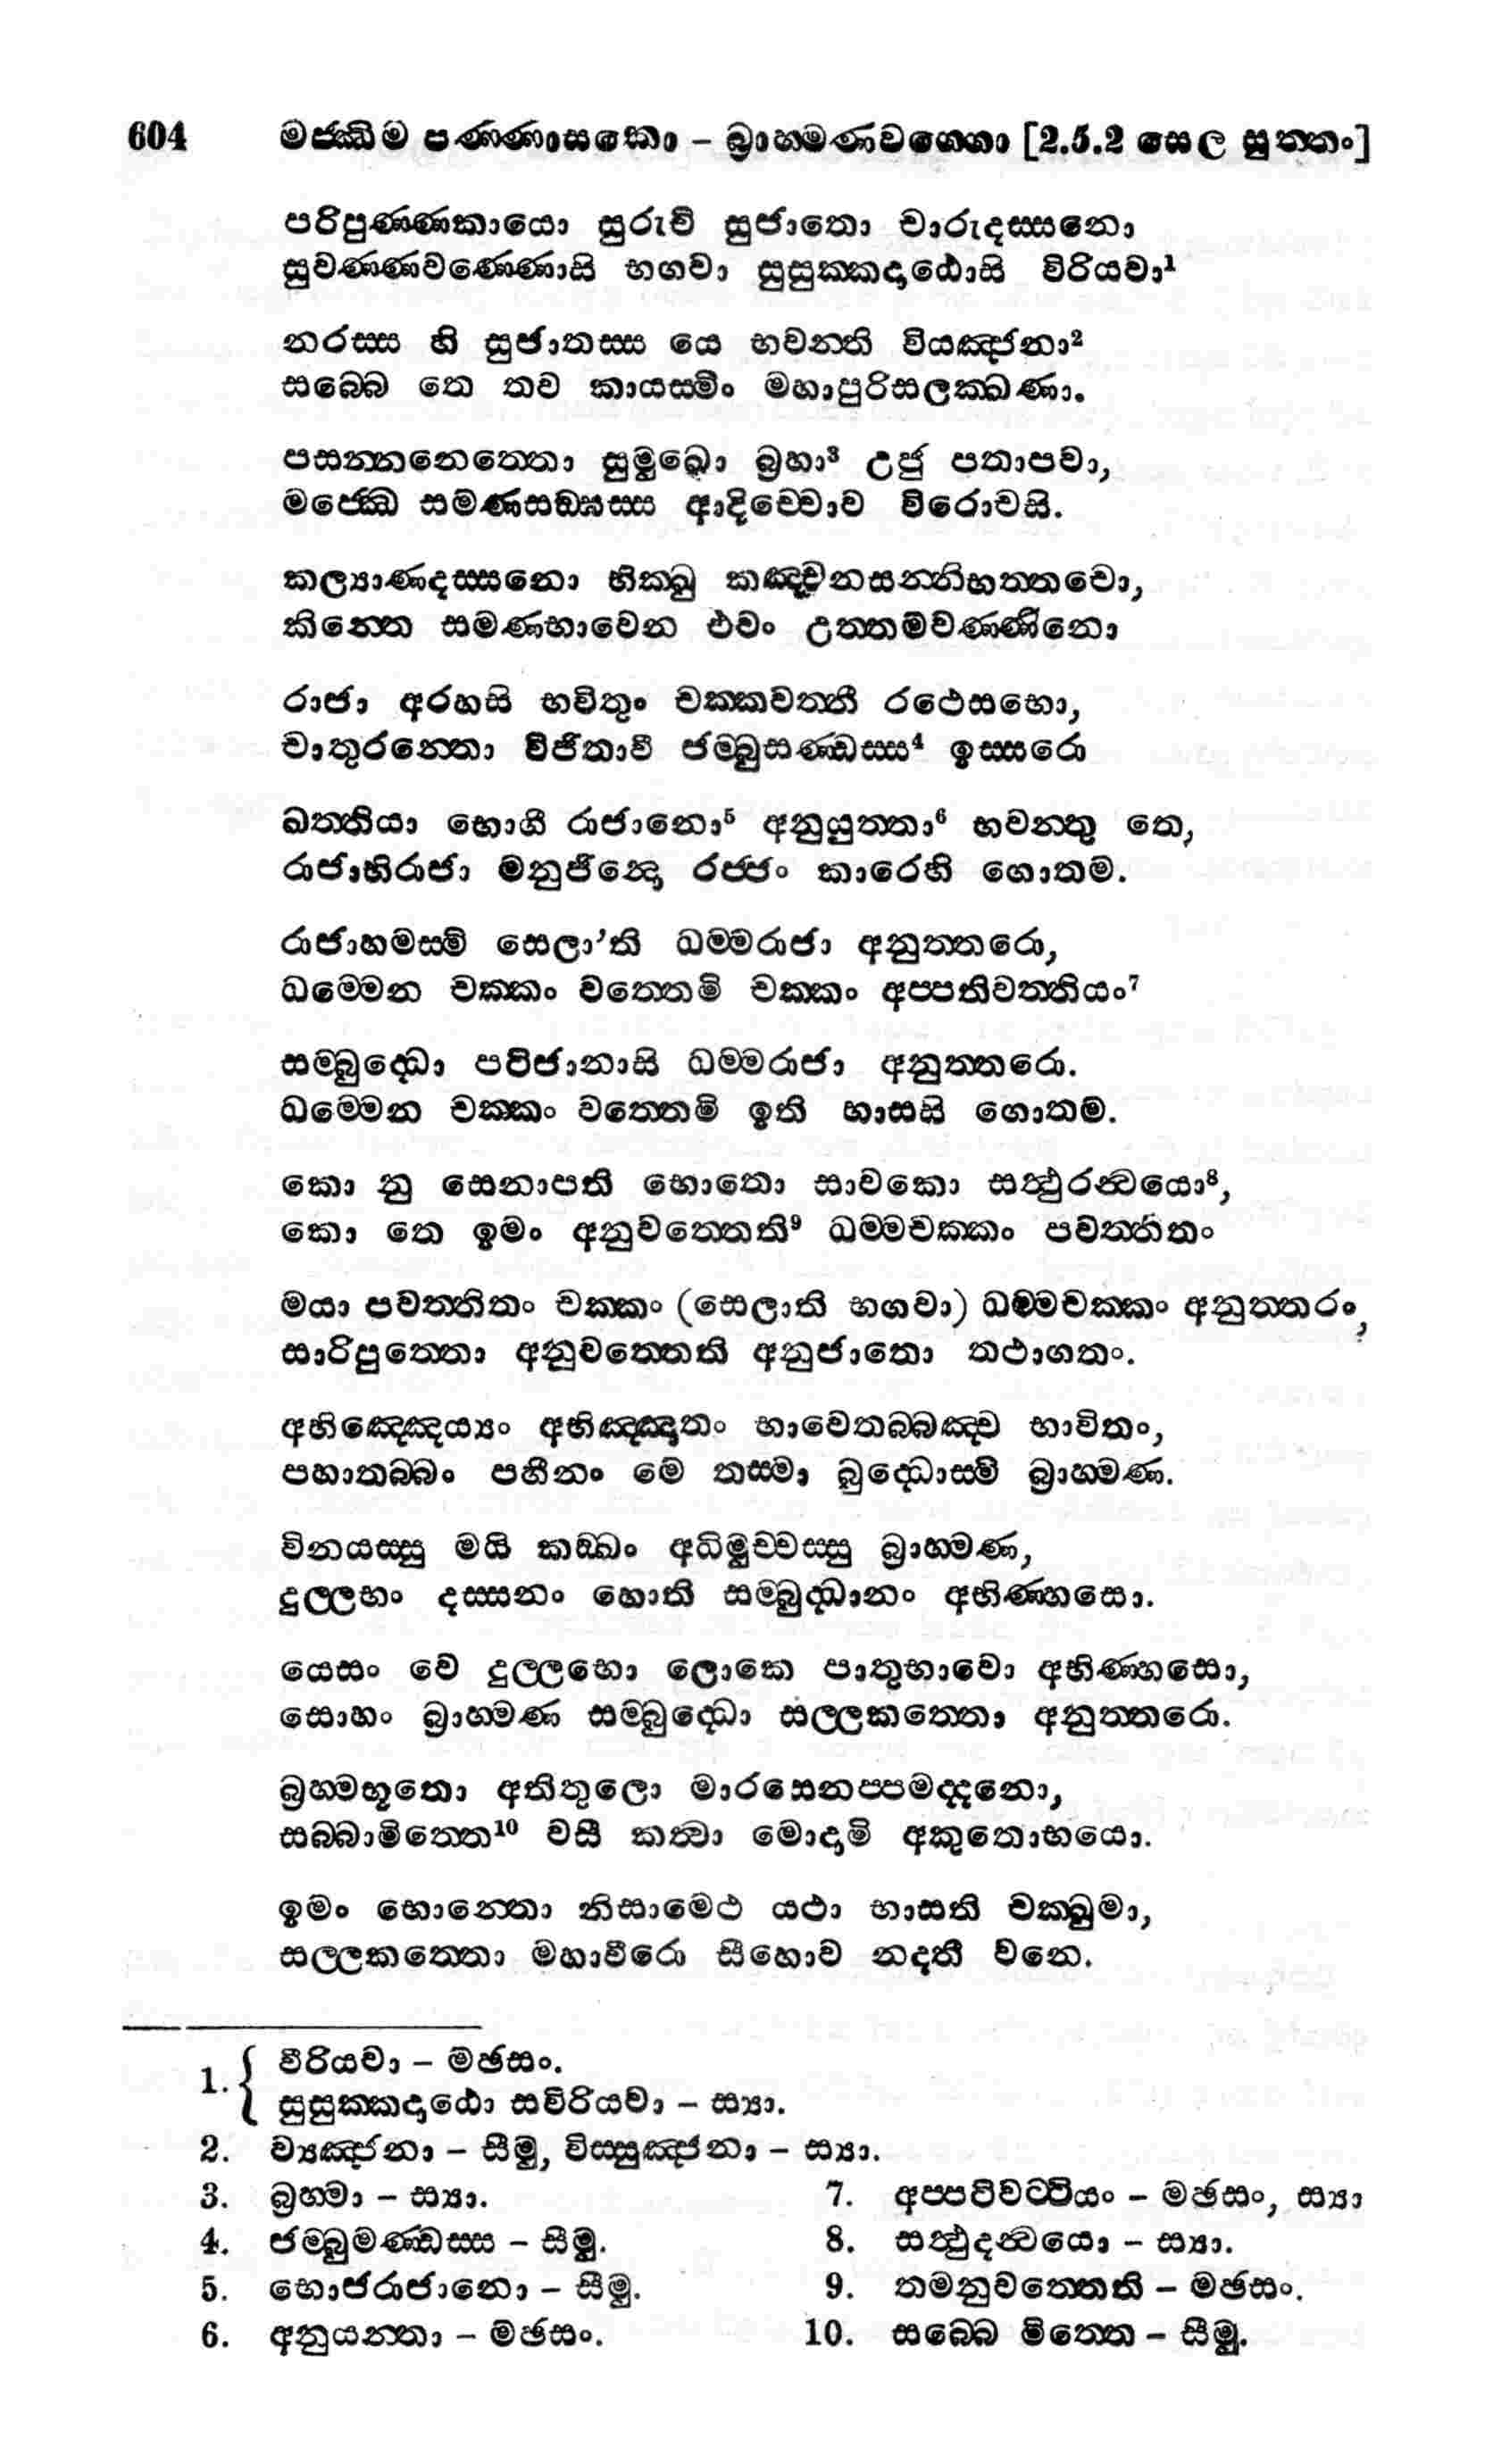 604 මජ්ඣිම පණ්ණාසකො – බ්‍රාහ්මණවග්ගො [2.5.2 සෙල සුත්තං]
පරිපුණ්ණකායො සුරුචි සුජාතො චාරුදස්සනො
සුවණ්ණවණ්ණොසි භගවා සුසුක්කදාඨොසි විරියවා¹
නරස්ස හි සුජාතස්ස යෙ භවන්ති වියඤ්ජනා²
සබ්බෙ තෙ තව කායස්මිං මහාපුරිසලක්ඛණා.
පසන්නනෙත්තො සුමුඛො බ්‍රහා³ උජු පතාපවා,
මජ්ඣෙ සමණසඞ්ඝස්ස ආදිච්චොව විරොචසි.
කල්‍යාණදස්සනො භික්ඛු කඤ්චනසන්නිභත්තචො,
කින්තෙ සමණභාවෙන එවං උත්තමවණ්ණිනො
රාජා අරහසි භවිතුං චක්කවත්තී රථෙසභො,
චාතුරන්තො විජිතාවී ජම්බුසණ්ඩස්ස⁴ ඉස්සරො
ඛත්තියා භොගී රාජානො⁵ අනුයුත්තා⁶ භවන්තු තෙ,
රාජාභිරාජා මනුජින්දො රජ්ජං කාරෙහි ගොතම.
රාජාහමස්මි සෙලා’ති ධම්මරාජා අනුත්තරො,
ධම්මෙන චක්කං වත්තෙමි චක්කං අප්පතිවත්තියං⁷
සම්බුද්ධො පටිජානාසි ධම්මරාජා අනුත්තරො.
ධම්මෙන චක්කං වත්තෙමි ඉති භාසසි ගොතම.
කො නු සෙනාපති භොතො සාවකො සත්ථුරන්වයො⁸,
කො තෙ ඉමං අනුවත්තෙති⁹ ධම්මචක්කං පවත්තිතං
මයා පවත්තිතං චක්කං (සෙලාති භගවා) ධම්මචක්කං අනුත්තරං,
සාරිපුත්තො අනුවත්තෙති අනුජාතො තථාගතං.
අභිඤ්ඤෙය්‍යං අභිඤ්ඤාතං භාවෙතබ්බඤ්ච භාවිතං,
පහාතබ්බං පහීනං මෙ තස්මා බුද්ධොස්මි බ්‍රාහ්මණ.
විනයස්සු මයි කඞ්ඛං අධිමුච්චස්සු බ්‍රාහ්මණ,
දුල්ලභං දස්සනං හොති සම්බුද්ධානං අභිණ්හසො.
යෙසං වෙ දුල්ලභො ලොකෙ පාතුභාවො අභිණ්හසො,
සොහං බ්‍රාහ්මණ සම්බුද්ධො සල්ලකත්තො අනුත්තරො.
බ්‍රහ්මභූතො අතිතුලො මාරසෙනප්පමද්දනො,
සබ්බාමිත්තෙ¹⁰ වසී කත්වා මොදාමි අකුතොභයො.
ඉමං භොන්තො නිසාමෙථ යථා භාසති චක්ඛුමා,
සල්ලකත්තො මහාවීරො සීහොව නදතී වනෙ.
1. { වීරියවා – මඡසං.
සුසුක්කදාඨො සවිරියවා – ස්‍යා.
2. ව්‍යඤ්ජනා – සීමු, විස්සුඤ්ජනා – ස්‍යා.
3. බ්‍රහ්මා – ස්‍යා.
4. ජම්බුමණ්ඩස්ස – සීමු.
5. භොජරාජානො – සීමු.
6. අනුයන්තා – මඡසං.
7. අප්පටිවට්ටියං – මඡසං, ස්‍යා
8. සත්ථුදන්වයො – ස්‍යා.
9. තමනුවත්තෙති – මඡසං.
10. සබ්බෙ මිත්තෙ – සීමු.